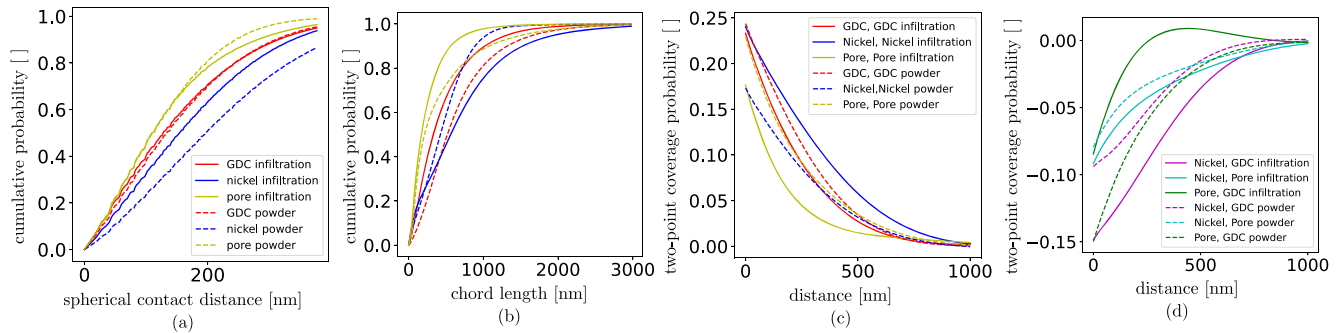 cumulative probability [ ]
1.0
0.8
0.6
0.4
0.2
0.0
GDC infiltration
nickel infiltration
pore infiltration
GDC powder
nickel powder
pore powder
0
200
spherical contact distance [nm]
(a)
cumulative probability [ ]
1.0
0.8
0.6
0.4
0.2
0.0
0
1000
2000
3000
chord length [nm]
(b)
two-point coverage probability [ ]
0.25
0.20
0.15
0.10
0.05
0.00
GDC, GDC infiltration
Nickel, Nickel infiltration
Pore, Pore infiltration
GDC, GDC powder
Nickel,Nickel powder
Pore, Pore powder
0
500
1000
distance [nm]
(c)
two-point coverage probability [ ]
0.00
−0.05
−0.10
−0.15
Nickel, GDC infiltration
Nickel, Pore infiltration
Pore, GDC infiltration
Nickel, GDC powder
Nickel, Pore powder
Pore, GDC powder
0
500
1000
distance [nm]
(d)